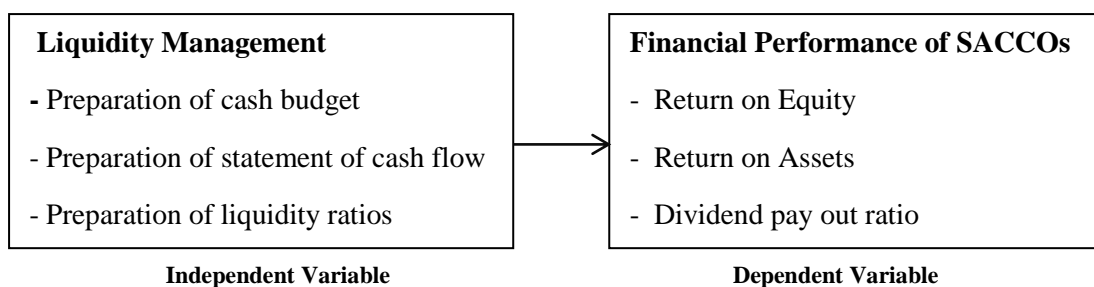 Liquidity Management
- Preparation of cash budget
- Preparation of statement of cash flow
- Preparation of liquidity ratios
Independent Variable
Financial Performance of SACCOs
- Return on Equity
- Return on Assets
- Dividend pay out ratio
Dependent Variable